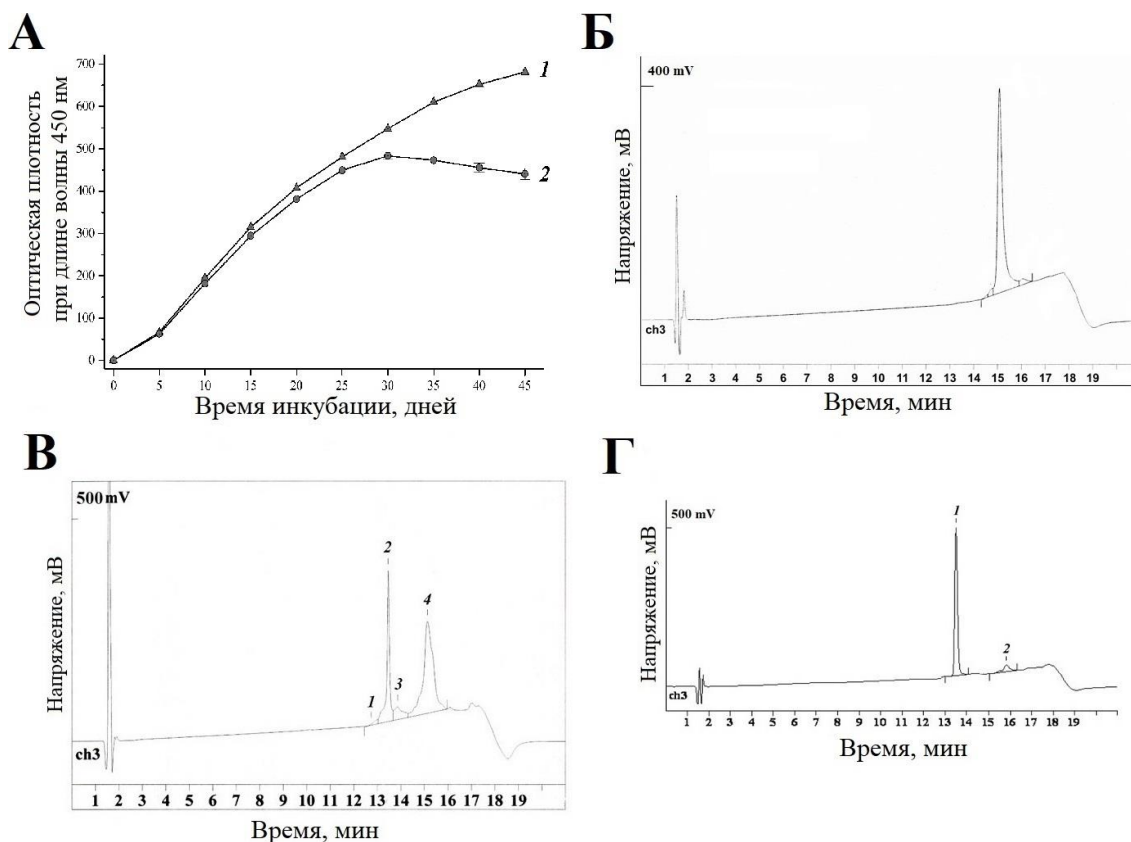 А
Оптическая плотность
при длине волны 450 нм
700
600
500
400
300
200
100
0
1
2
0 5 10 15 20 25 30 35 40 45
Время инкубации, дней
Б
400 mV
Напряжение, мВ
ch3
1 2 3 4 5 6 7 8 9 10 11 12 13 14 15 16 17 18 19
Время, мин
В
500 mV
Напряжение, мВ
1
2
3
4
ch3
1 2 3 4 5 6 7 8 9 10 11 12 13 14 15 16 17 18 19
Время, мин
Г
500 mV
Напряжение, мВ
1
2
ch3
1 2 3 4 5 6 7 8 9 10 11 12 13 14 15 16 17 18 19
Время, мин